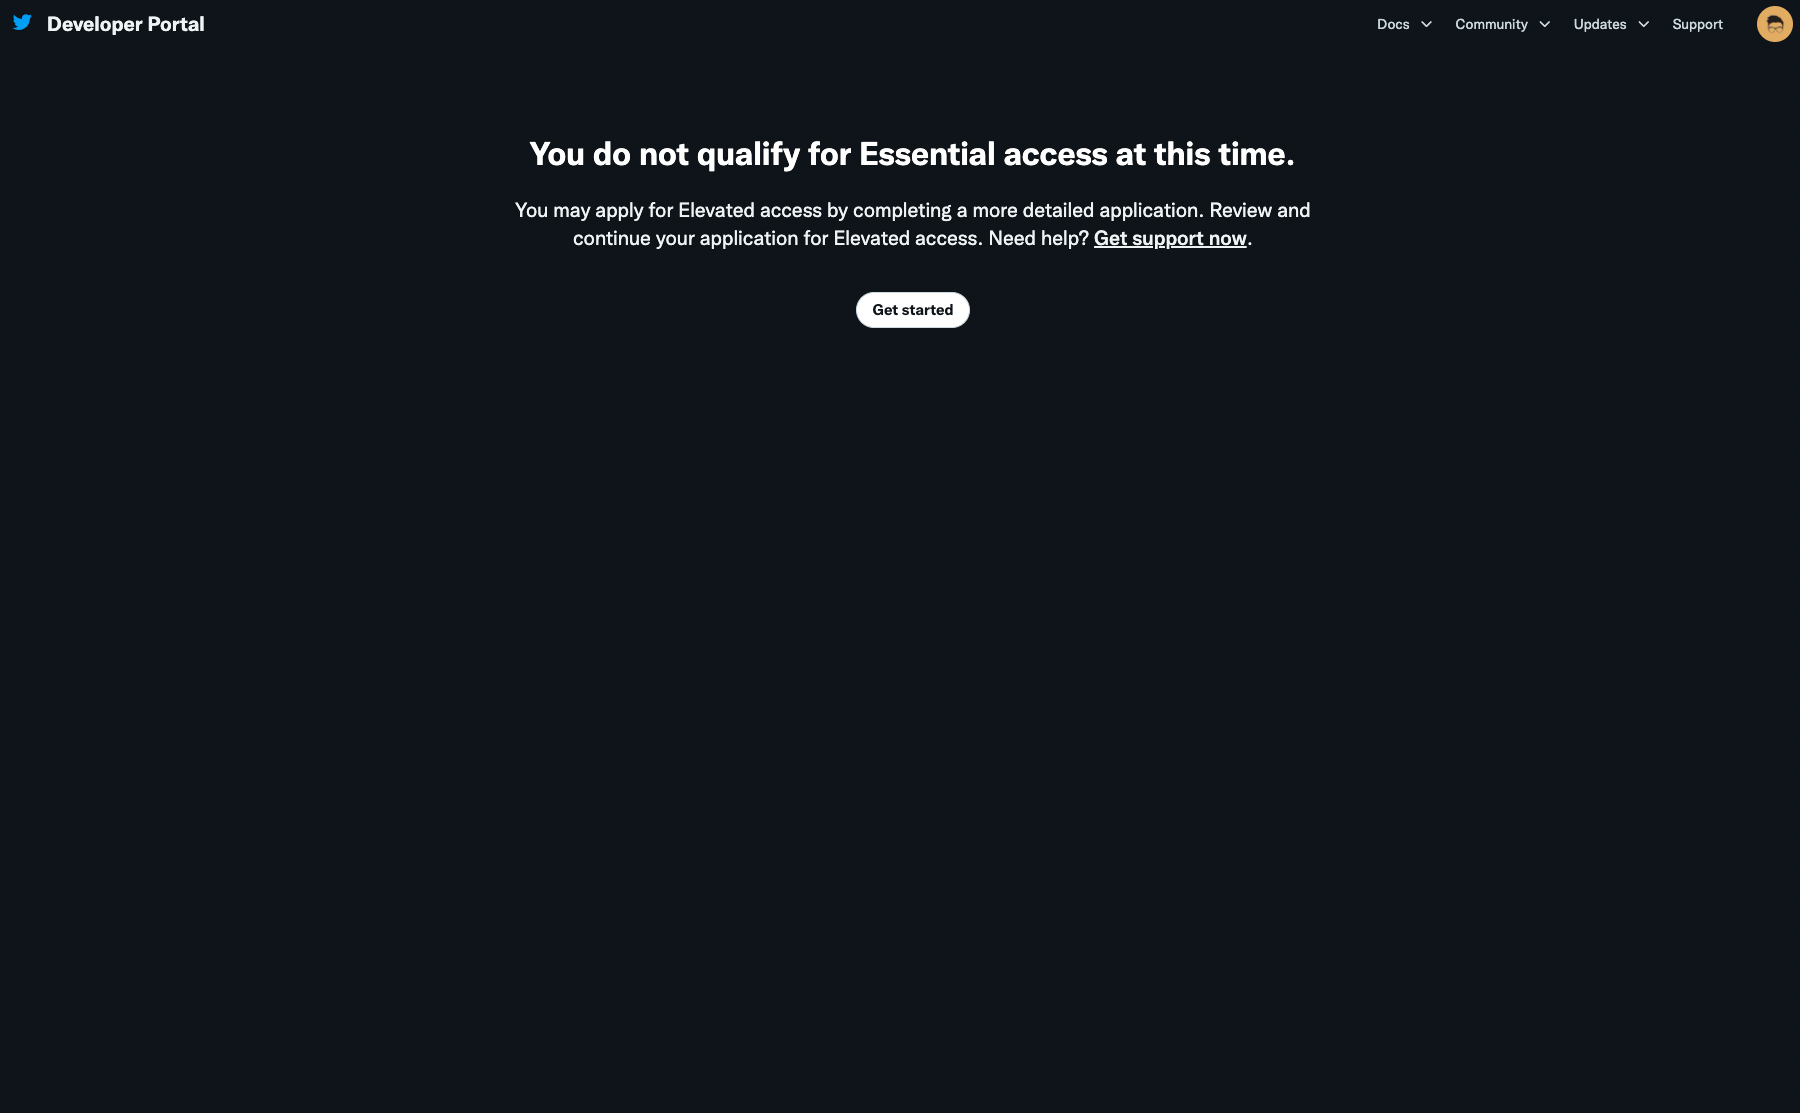 Developer Portal
Docs
Community
Updates
Support
You do not qualify for Essential access at this time.
You may apply for Elevated access by completing a more detailed application. Review and
continue your application for Elevated access. Need help? Get support now.
Get started